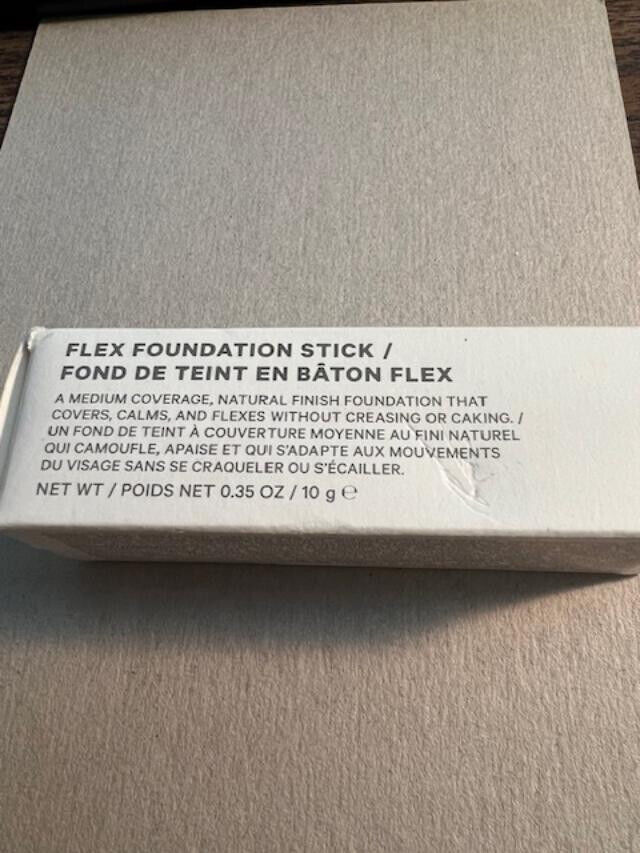 FLEX FOUNDATION STICK /
FOND DE TEINT EN BÂTON FLEX
A MEDIUM COVERAGE, NATURAL FINISH FOUNDATION THAT
COVERS, CALMS, AND FLEXES WITHOUT CREASING OR CAKING. /
UN FOND DE TEINT À COUVERTURE MOYENNE AU FINI NATUREL
QUI CAMOUFLE, APAISE ET QUI S'ADAPTE AUX MOUVEMENTS
DU VISAGE SANS SE CRAQUELER OU S'ÉCAILLER.
NET WT / POIDS NET 0.35 OZ / 10 g ℮